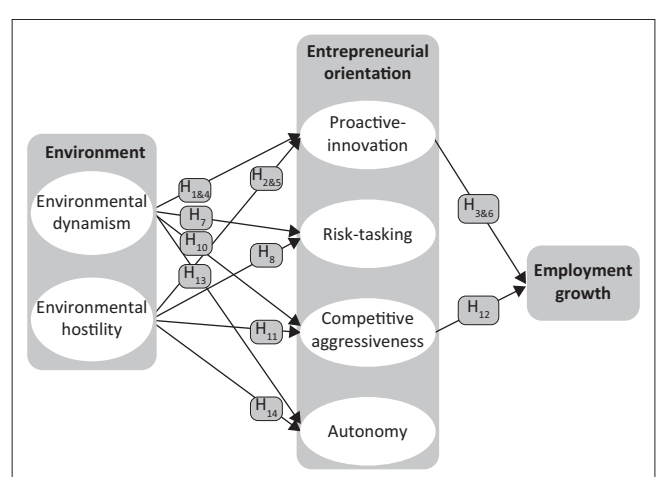 Entrepreneurial
orientation
Proactive-
innovation
Environment
H1&4
H2&5
Environmental
dynamism
H7
H3&6
H10
Risk-tasking
H8
H13
Employment
growth
Environmental
hostility
Competitive
aggressiveness
H12
H11
H14
Autonomy